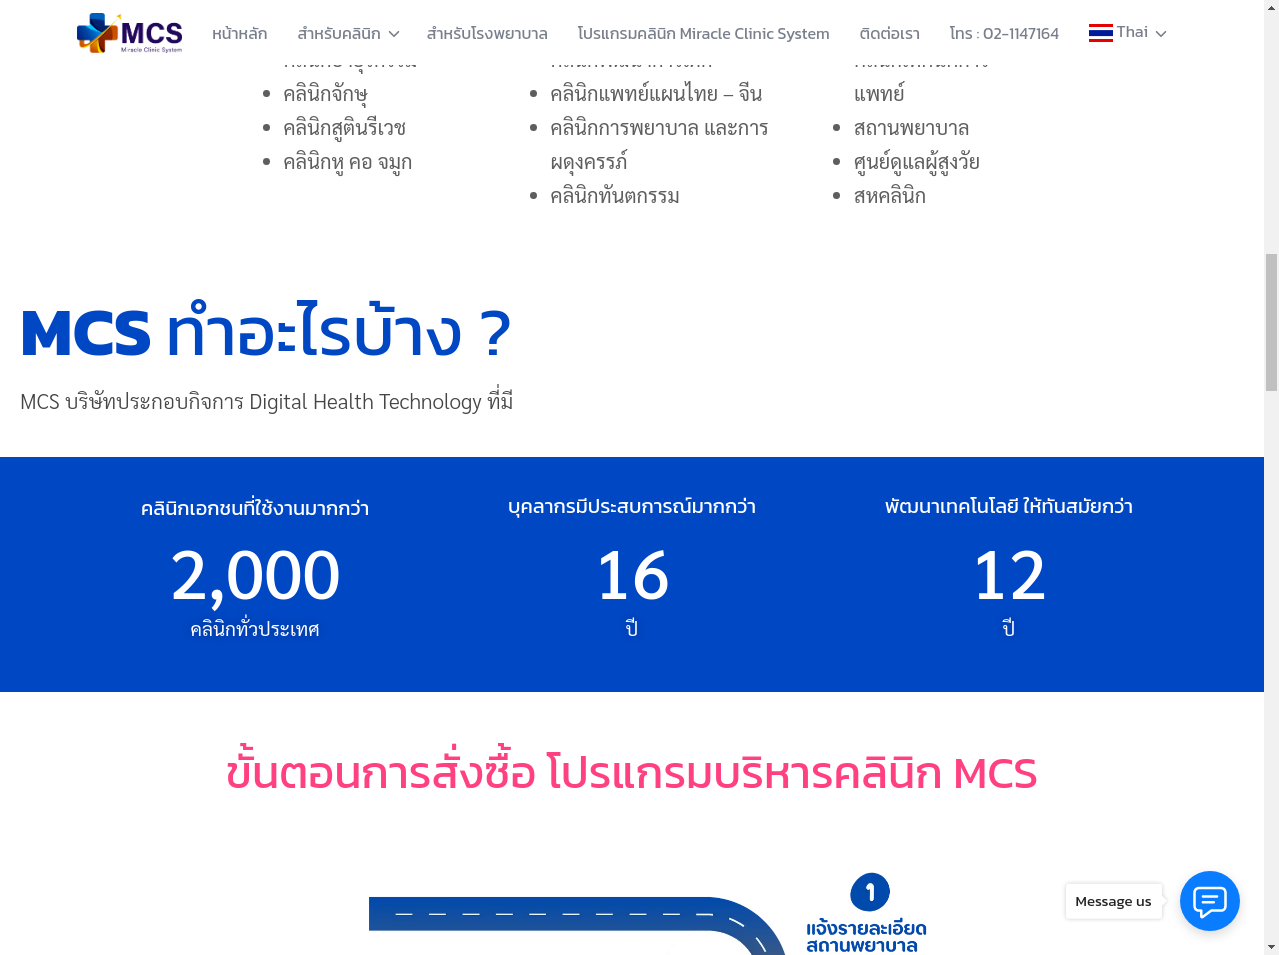 MCS
Miracle Clinic System
หน้าหลัก
สำหรับคลินิก
สำหรับโรงพยาบาล
โปรแกรมคลินิก Miracle Clinic System
ติดต่อเรา
โทร : 02-1147164
Thai
คลินิกจักษุ
คลินิกสูตินรีเวช
คลินิกหู คอ จมูก
คลินิกแพทย์แผนไทย – จีน
คลินิกการพยาบาล และการ
ผดุงครรภ์
คลินิกทันตกรรม
แพทย์
สถานพยาบาล
ศูนย์ดูแลผู้สูงวัย
สหคลินิก
MCS ทำอะไรบ้าง ?
MCS บริษัทประกอบกิจการ Digital Health Technology ที่มี
คลินิกเอกชนที่ใช้งานมากกว่า
2,000
คลินิกทั่วประเทศ
บุคลากรมีประสบการณ์มากกว่า
16
ปี
พัฒนาเทคโนโลยี ให้ทันสมัยกว่า
12
ปี
ขั้นตอนการสั่งซื้อ โปรแกรมบริหารคลินิก MCS
1
แจ้งรายละเอียด
สถานพยาบาล
Message us